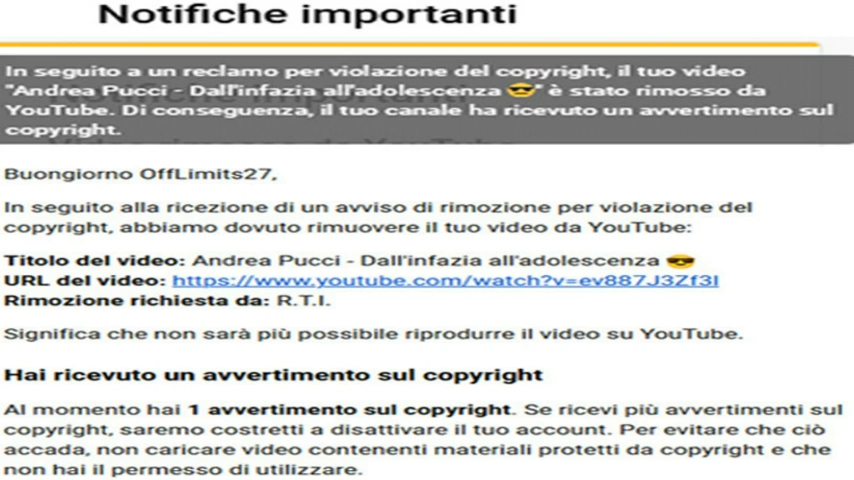 Notifiche importanti
In seguito a un reclamo per violazione del copyright, il tuo video
"Andrea Pucci - Dall'infazia all'adolescenza 😎" è stato rimosso da
YouTube. Di conseguenza, il tuo canale ha ricevuto un avvertimento sul
copyright.
Buongiorno OffLimits27,
In seguito alla ricezione di un avviso di rimozione per violazione del
copyright, abbiamo dovuto rimuovere il tuo video da YouTube:
Titolo del video: Andrea Pucci - Dall'infazia all'adolescenza 😎
URL del video: https://www.youtube.com/watch?v=ev887J3Zf3I
Rimozione richiesta da: R.T.I.
Significa che non sarà più possibile riprodurre il video su YouTube.
Hai ricevuto un avvertimento sul copyright
Al momento hai 1 avvertimento sul copyright. Se ricevi più avvertimenti sul
copyright, saremo costretti a disattivare il tuo account. Per evitare che ciò
accada, non caricare video contenenti materiali protetti da copyright e che
non hai il permesso di utilizzare.